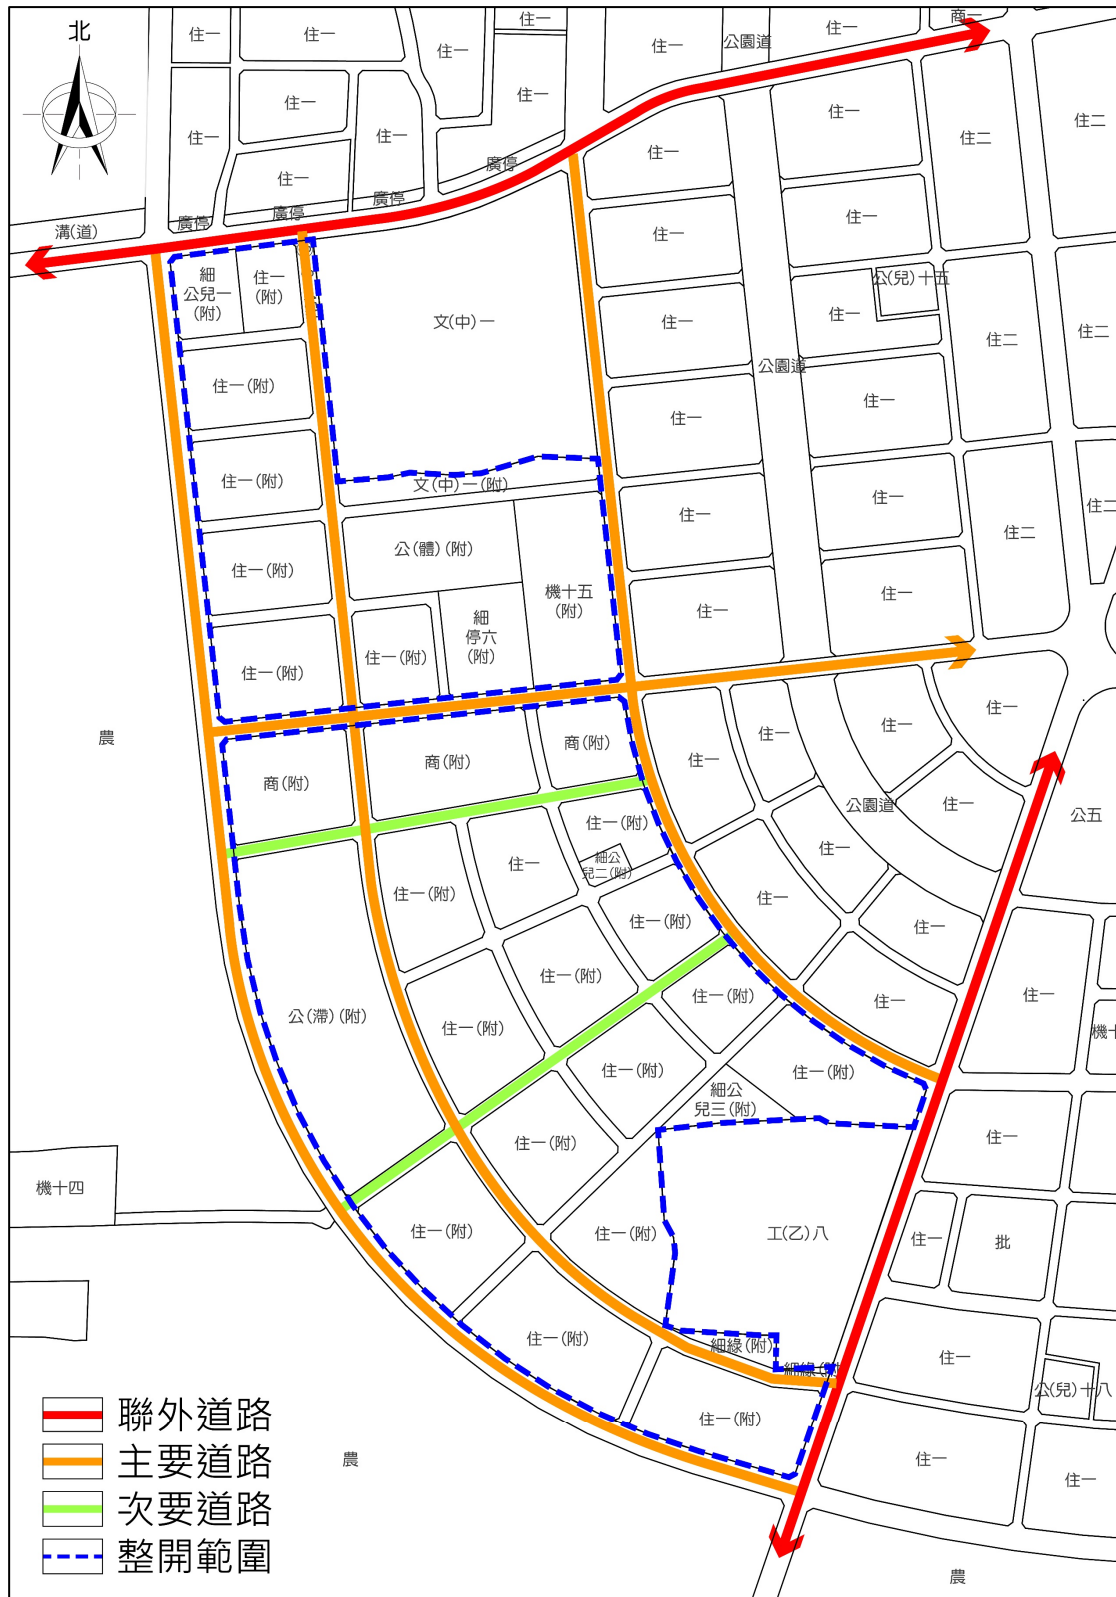 北
住一
住一
住一
住一
住一
公園道
住一
商一
住一
住一
住一
住一
住一
住一
住一
住二
住二
住一
廣停
廣停
廣停
廣停
溝(道)
住一
住一
細
公兒一
(附)
住一
(附)
文(中)一
住一
公(兒)十五
住一
住二
住二
公園道
住一(附)
住一
住一
住一(附)
文(中)一(附)
住一
住一
住二
住二
公(體)(附)
住一(附)
機十五
(附)
住一
住一
細
停六
(附)
住一(附)
住一(附)
農
商(附)
商(附)
商(附)
住一
住一
住一
住一
公園道
住一
公五
住一(附)
細公
兒二(附)
住一
住一
住一(附)
住一
住一(附)
住一
住一(附)
住一(附)
住一
住一
公(滯)(附)
住一(附)
住一(附)
住一(附)
細公
兒三(附)
機十
住一(附)
住一
機十四
住一(附)
住一(附)
工(乙)八
住一
批
住一(附)
細綠(附)
細綠(附)
住一
公(兒)十八
住一(附)
農
住一
住一
農
聯外道路
主要道路
次要道路
整開範圍